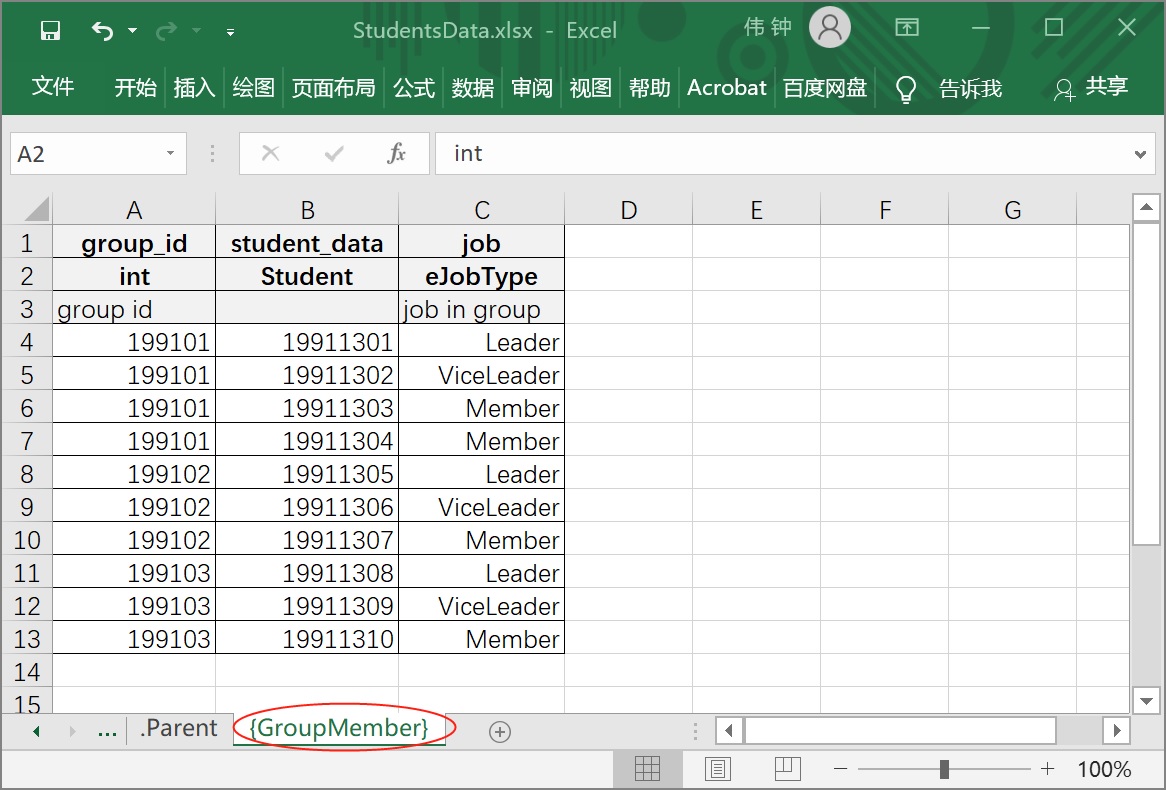 StudentsData.xlsx - Excel 伟 钟
文件 开始 插入 绘图 页面布局 公式 数据 审阅 视图 帮助 Acrobat 百度网盘 告诉我 共享
A2 fx int
A B C D E F G
1 group_id student_data job
2 int Student eJobType
3 group id job in group
4 199101 19911301 Leader
5 199101 19911302 ViceLeader
6 199101 19911303 Member
7 199101 19911304 Member
8 199102 19911305 Leader
9 199102 19911306 ViceLeader
10 199102 19911307 Member
11 199103 19911308 Leader
12 199103 19911309 ViceLeader
13 199103 19911310 Member
14
15
... .Parent {GroupMember}
100%